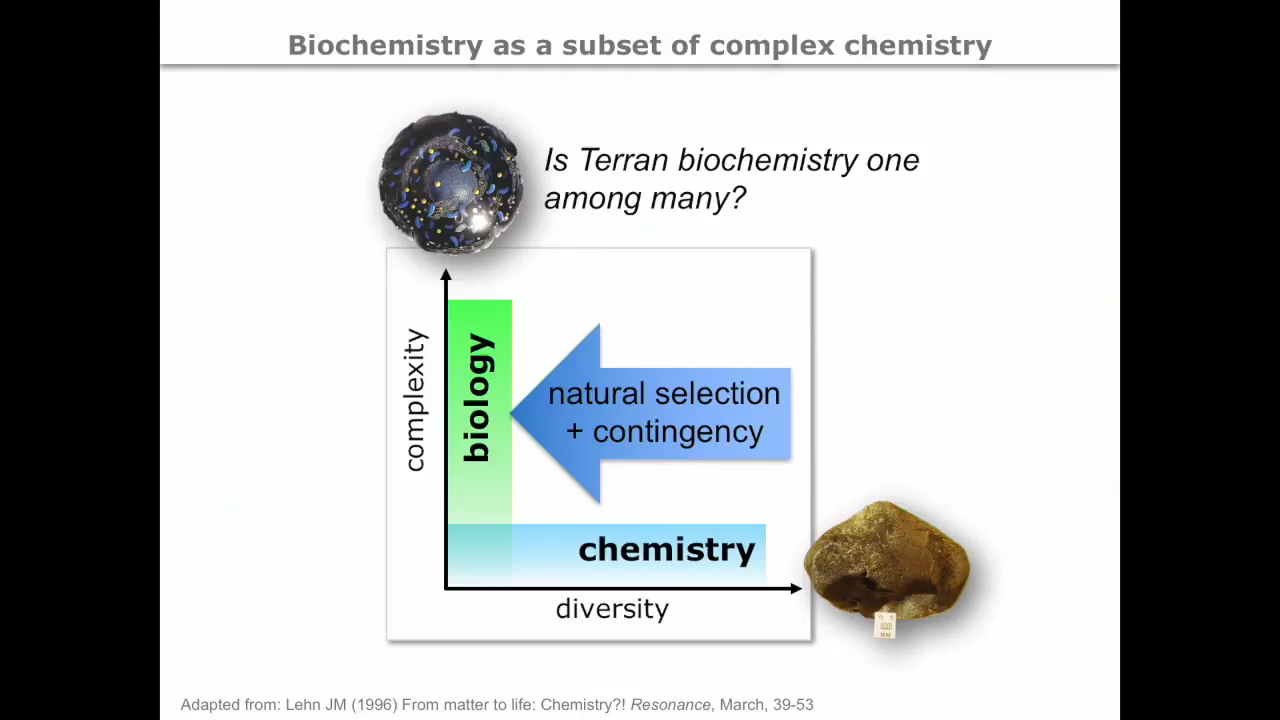 Biochemistry as a subset of complex chemistry
Is Terran biochemistry one
among many?
complexity
biology
natural selection
+ contingency
chemistry
diversity
MM
Adapted from: Lehn JM (1996) From matter to life: Chemistry?! Resonance, March, 39-53